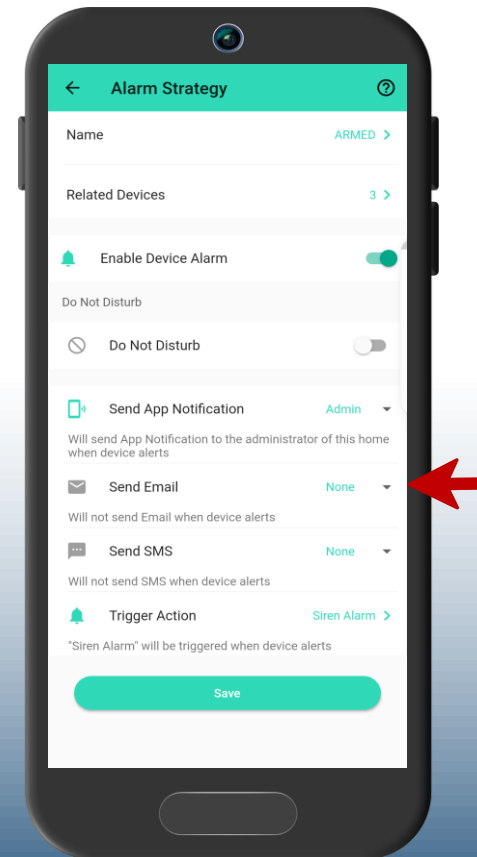 Alarm Strategy
Name ARMED
Related Devices 3
Enable Device Alarm
Do Not Disturb
Do Not Disturb
Send App Notification Admin
Will send App Notification to the administrator of this home
when device alerts
Send Email None
Will not send Email when device alerts
Send SMS None
Will not send SMS when device alerts
Trigger Action Siren Alarm
"Siren Alarm" will be triggered when device alerts
Save